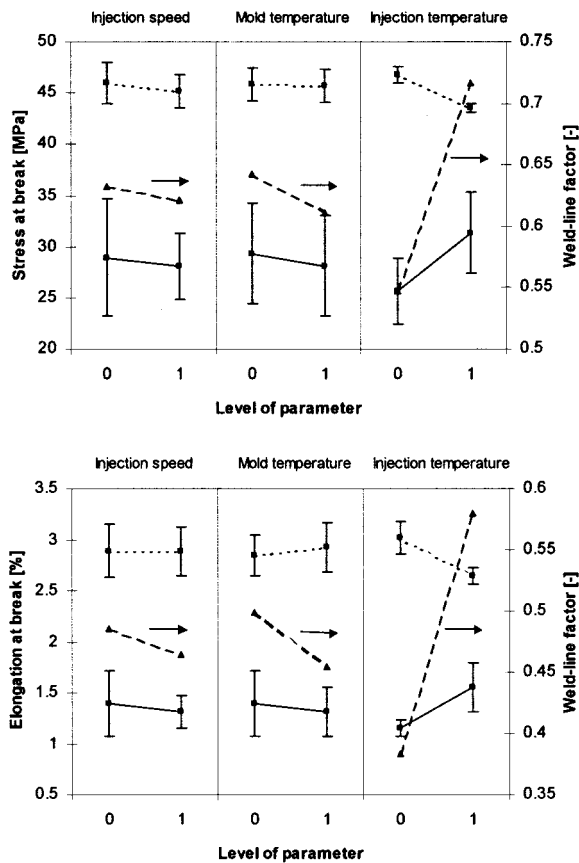 Injection speed Mold temperature Injection temperature
50
45
40
35
30
25
20
Stress at break [MPa]
0.75
0.7
0.65
0.6
0.55
0.5
Weld-line factor [-]
0 1 0 1 0 1
Level of parameter
Injection speed Mold temperature Injection temperature
3.5
3
2.5
2
1.5
1
0.5
Elongation at break [%]
0.6
0.55
0.5
0.45
0.4
0.35
Weld-line factor [-]
0 1 0 1 0 1
Level of parameter